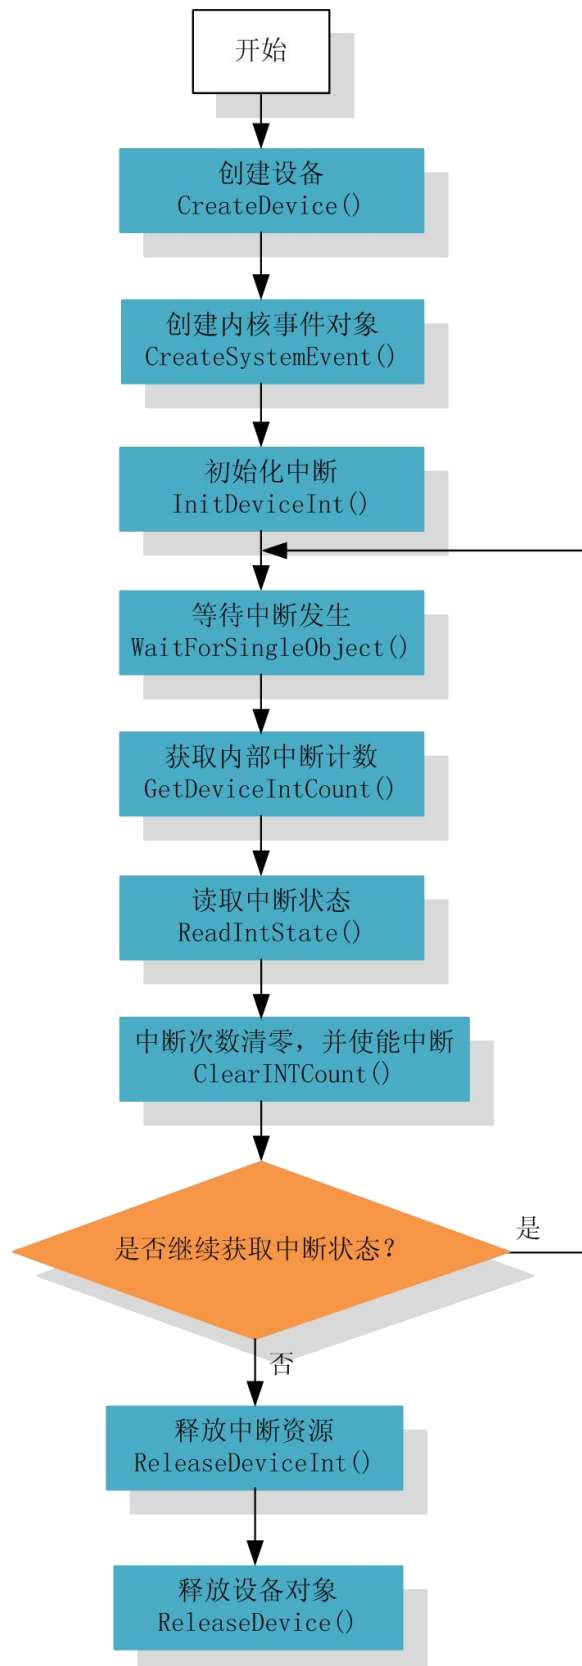 开始
创建设备
CreateDevice()
创建内核事件对象
CreateSystemEvent()
初始化中断
InitDeviceInt()
等待中断发生
WaitForSingleObject()
获取内部中断计数
GetDeviceIntCount()
读取中断状态
ReadIntState()
中断次数清零，并使能中断
ClearINTCount()
是否继续获取中断状态？
是
否
释放中断资源
ReleaseDeviceInt()
释放设备对象
ReleaseDevice()